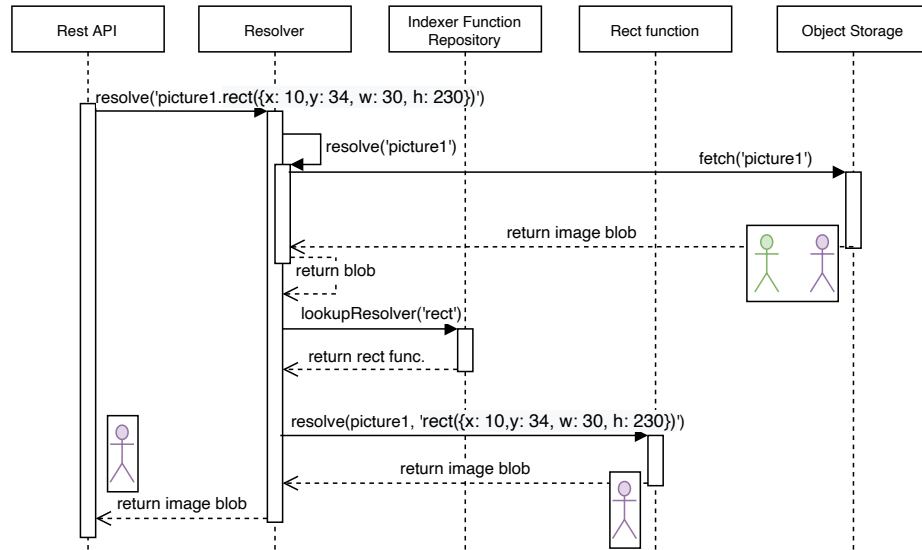 Rest API
Resolver
Indexer Function
Repository
Rect function
Object Storage
resolve('picture1.rect({x: 10,y: 34, w: 30, h: 230})')
resolve('picture1')
fetch('picture1')
return image blob
return blob
lookupResolver('rect')
return rect func.
resolve(picture1, 'rect({x: 10,y: 34, w: 30, h: 230})')
return image blob
return image blob